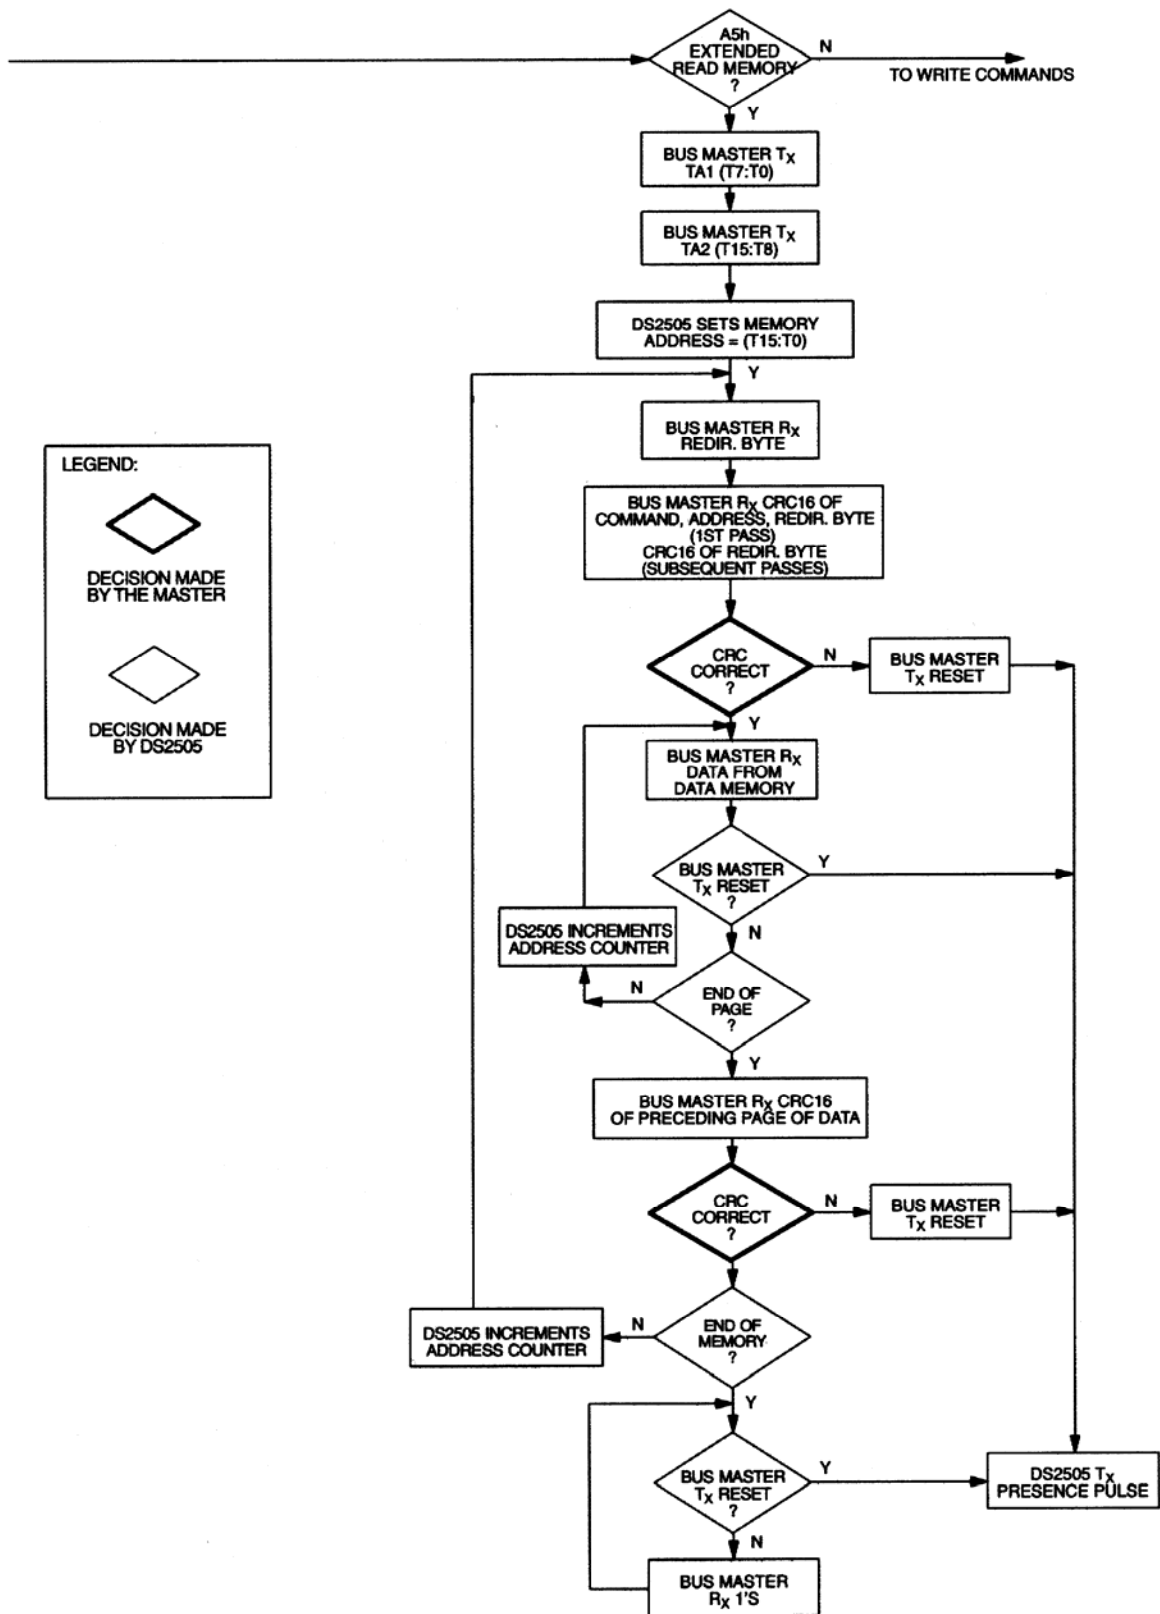 A5h
EXTENDED
READ MEMORY
?
N
TO WRITE COMMANDS
Y
BUS MASTER TX
TA1 (T7:T0)
BUS MASTER TX
TA2 (T15:T8)
DS2505 SETS MEMORY
ADDRESS = (T15:T0)
Y
BUS MASTER RX
REDIR. BYTE
LEGEND:
DECISION MADE
BY THE MASTER
DECISION MADE
BY DS2505
BUS MASTER RX CRC16 OF
COMMAND, ADDRESS, REDIR. BYTE
(1ST PASS)
CRC16 OF REDIR. BYTE
(SUBSEQUENT PASSES)
CRC
CORRECT
?
N
BUS MASTER
TX RESET
Y
BUS MASTER RX
DATA FROM
DATA MEMORY
BUS MASTER
TX RESET
?
Y
N
DS2505 INCREMENTS
ADDRESS COUNTER
N
END OF
PAGE
?
Y
BUS MASTER RX CRC16
OF PRECEDING PAGE OF DATA
CRC
CORRECT
?
N
BUS MASTER
TX RESET
DS2505 INCREMENTS
ADDRESS COUNTER
N
END OF
MEMORY
?
Y
BUS MASTER
TX RESET
?
Y
DS2505 TX
PRESENCE PULSE
N
BUS MASTER
RX 1'S